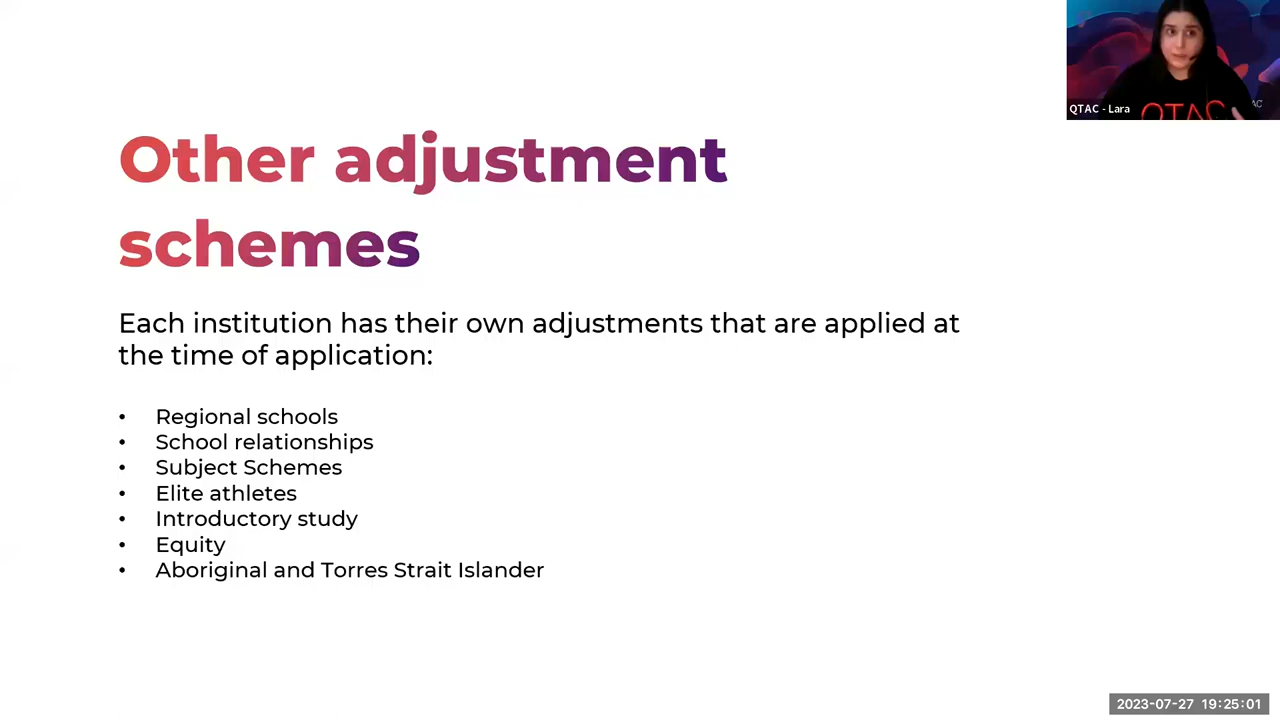 QTAC
AC
QTAC - Lara
Other adjustment
schemes
Each institution has their own adjustments that are applied at
the time of application:
• Regional schools
• School relationships
• Subject Schemes
• Elite athletes
• Introductory study
• Equity
• Aboriginal and Torres Strait Islander
2023-07-27 19:25:01